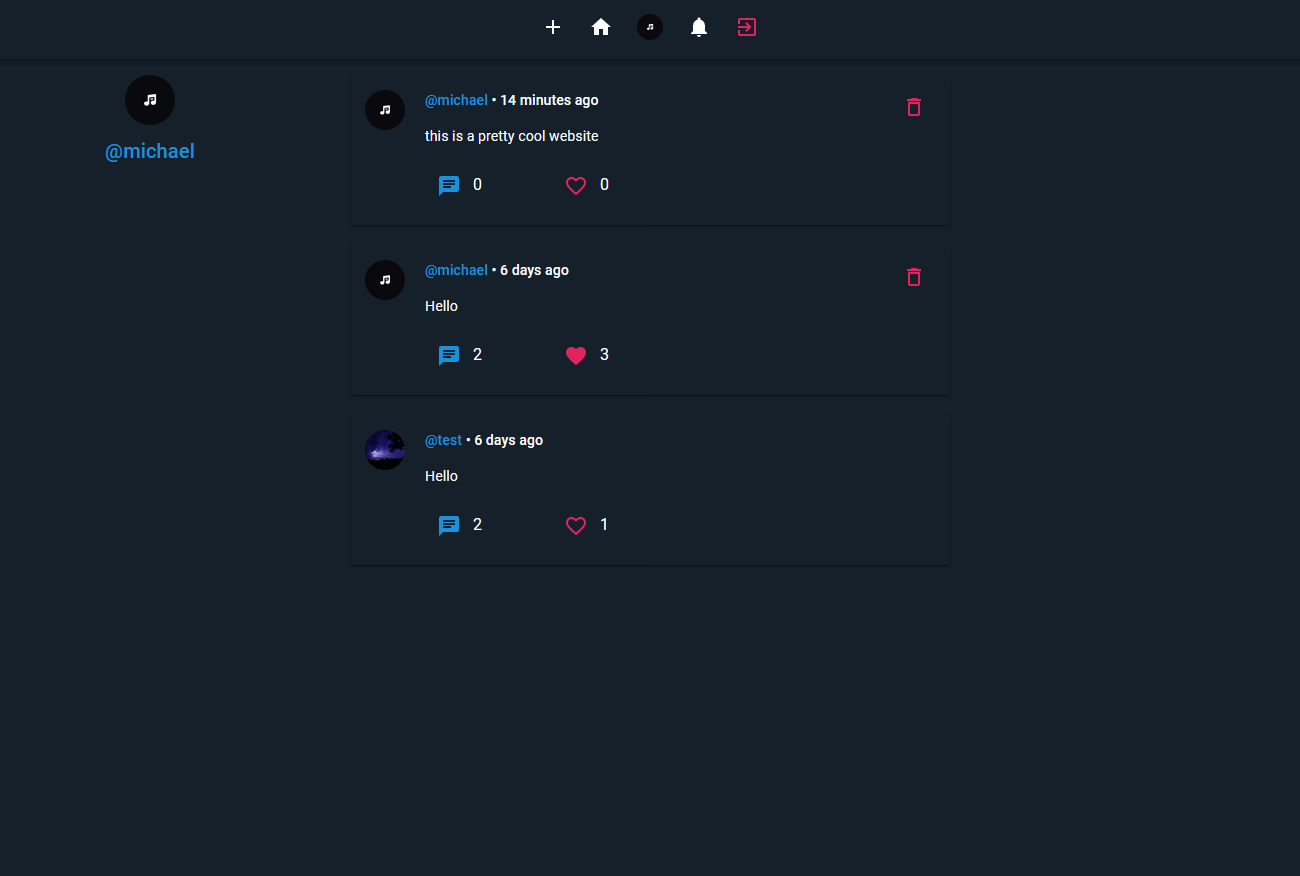 @michael
@michael • 14 minutes ago
this is a pretty cool website
0 0
@michael • 6 days ago
Hello
2 3
@test • 6 days ago
Hello
2 1